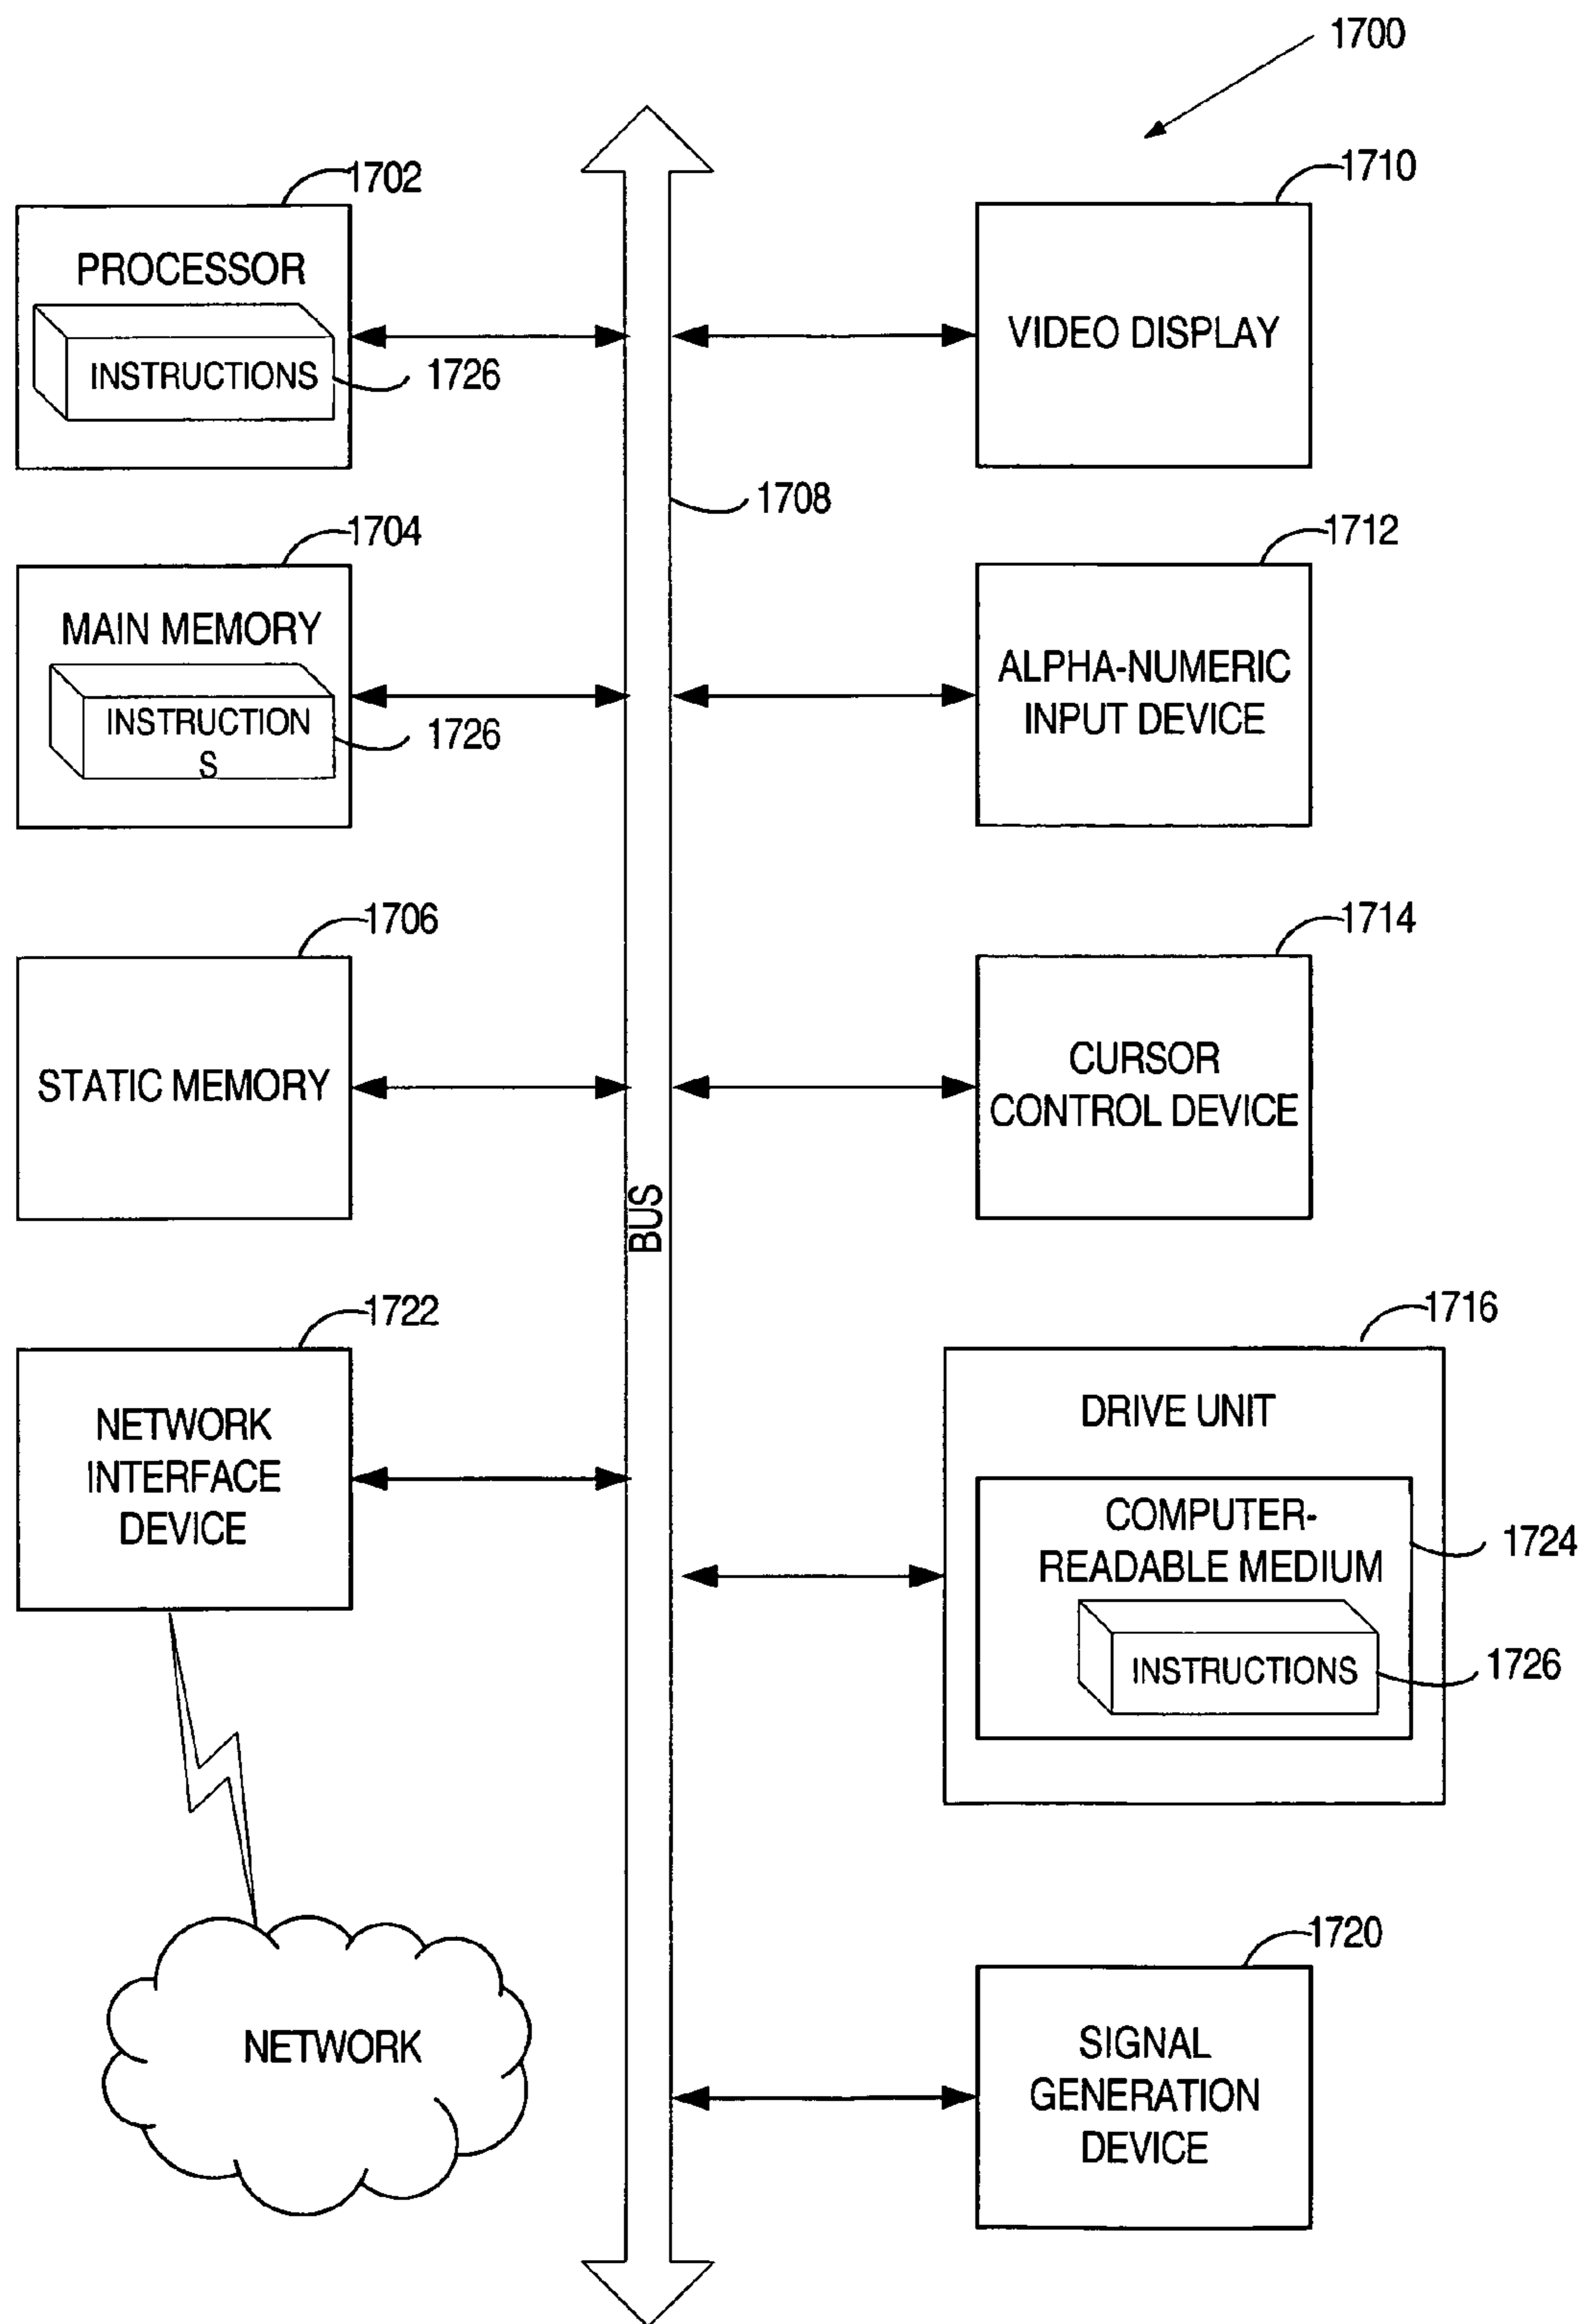 1700
1702
PROCESSOR
INSTRUCTIONS
1726
1710
VIDEO DISPLAY
1708
1704
MAIN MEMORY
INSTRUCTION
S
1726
1712
ALPHA-NUMERIC
INPUT DEVICE
1706
STATIC MEMORY
1714
CURSOR
CONTROL DEVICE
BUS
1722
NETWORK
INTERFACE
DEVICE
1716
DRIVE UNIT
COMPUTER-
READABLE MEDIUM
1724
INSTRUCTIONS
1726
NETWORK
1720
SIGNAL
GENERATION
DEVICE